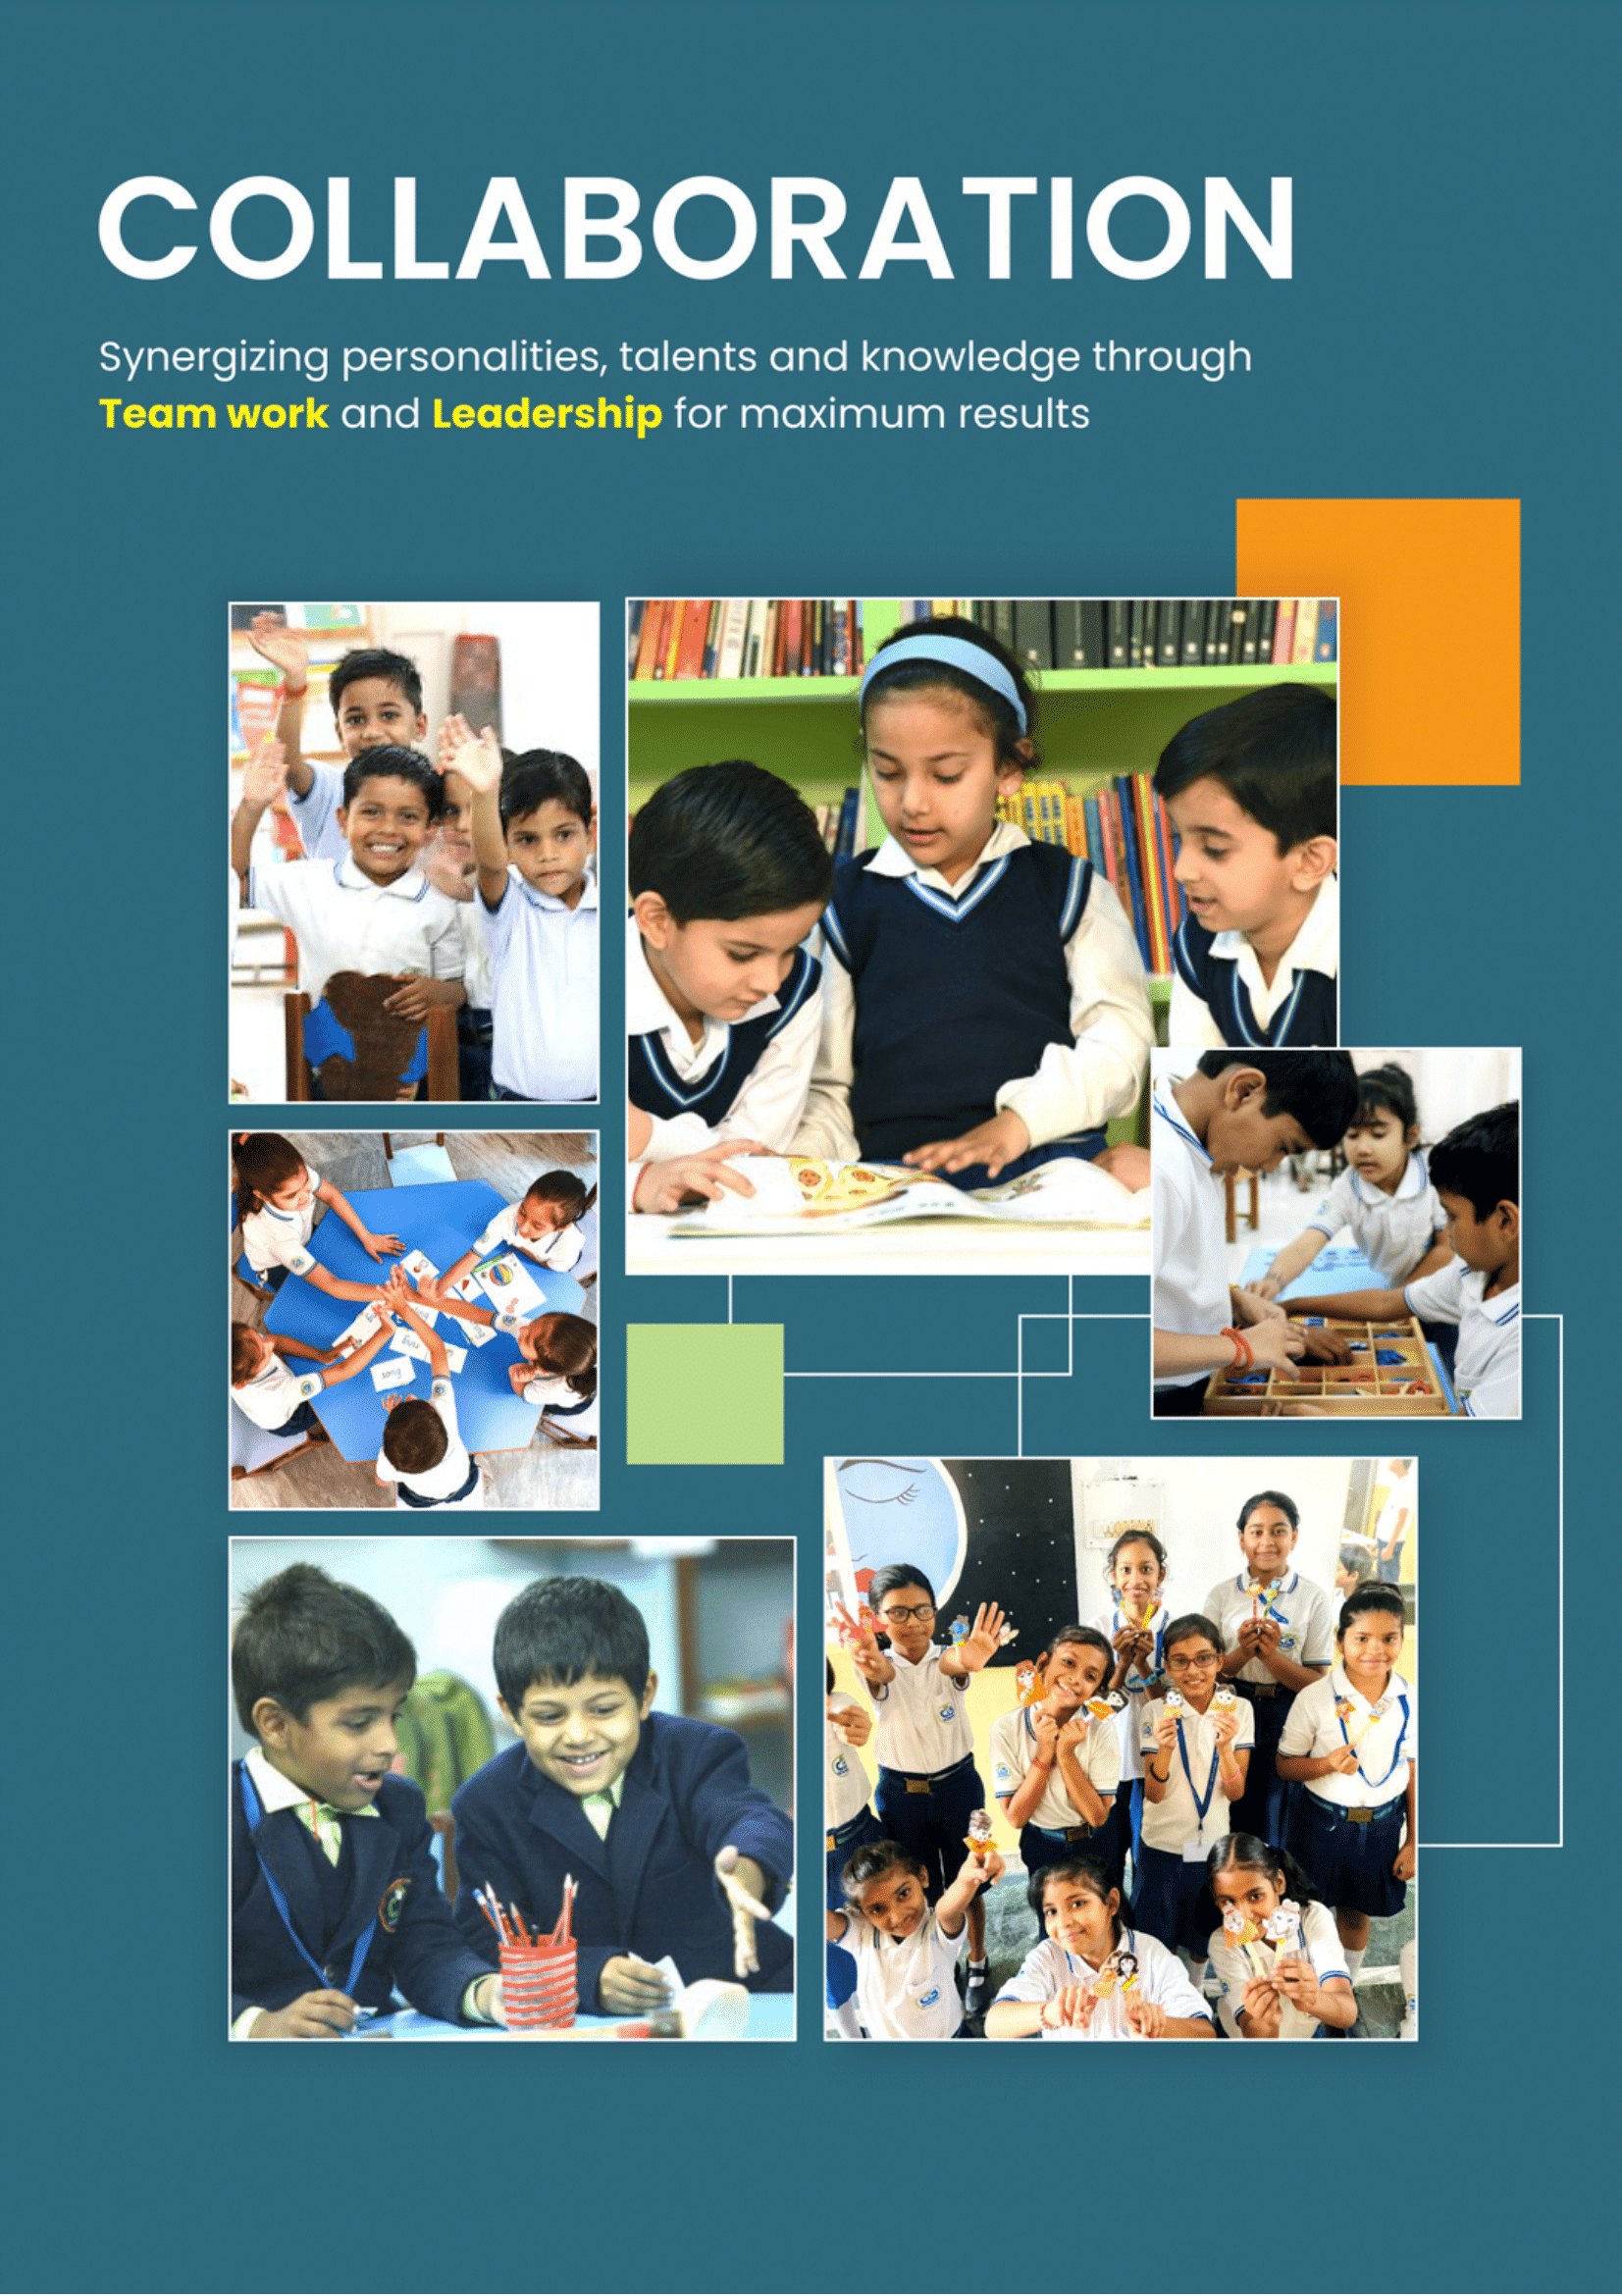 COLLABORATION
Synergizing personalities, talents and knowledge through
Team work and Leadership for maximum results